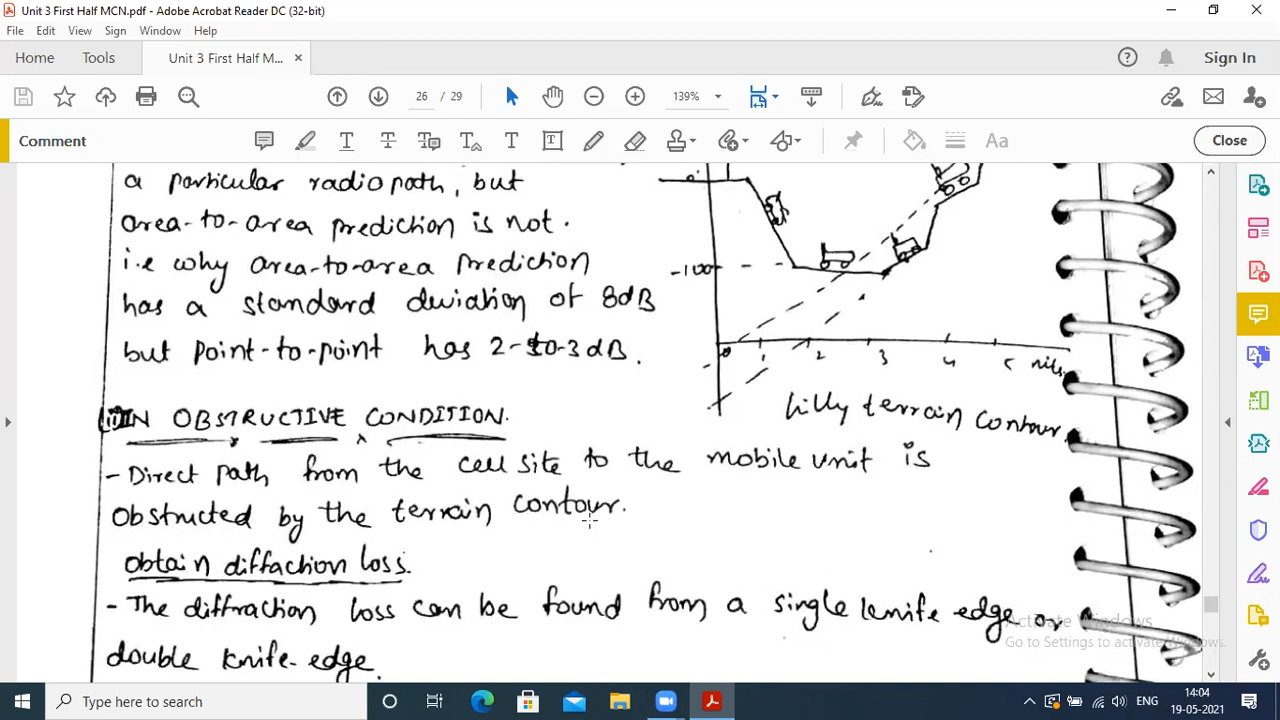 Unit 3 First Half MCN.pdf - Adobe Acrobat Reader DC (32-bit)
File Edit View Sign Window Help
Home Tools Unit 3 First Half M... × Sign In
26 / 29 139%
Comment Close
a particular radio path, but
area-to-area prediction is not.
i.e why area-to-area prediction
has a standard deviation of 8dB
but point-to-point has 2-to-3dB.
-100
0 1 2 3 4 5 miles
hilly terrain contour.
(ii) IN OBSTRUCTIVE CONDITION.
- Direct path from the cell site to the mobile unit is
obstructed by the terrain contour.
obtain diffaction loss.
- The diffraction loss can be found from a single knife edge or
double knife-edge.
Activate Windows
Go to Settings to activate Windows.
Type here to search
ENG
14:04
19-05-2021